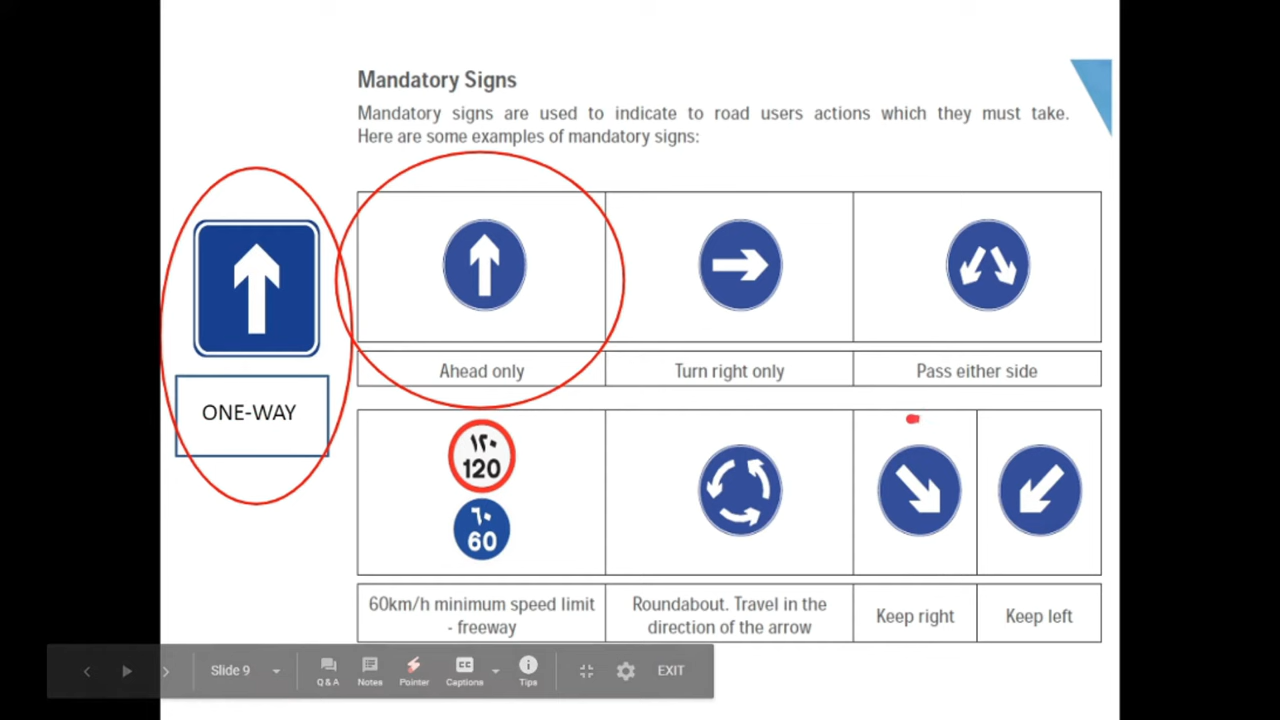 Mandatory Signs
Mandatory signs are used to indicate to road users actions which they must take.
Here are some examples of mandatory signs:
ONE-WAY
Ahead only
Turn right only
Pass either side
١٢٠
120
٦٠
60
60km/h minimum speed limit
- freeway
Roundabout. Travel in the
direction of the arrow
Keep right
Keep left
Slide 9
Q & A
Notes
Pointer
CC
Captions
Tips
EXIT